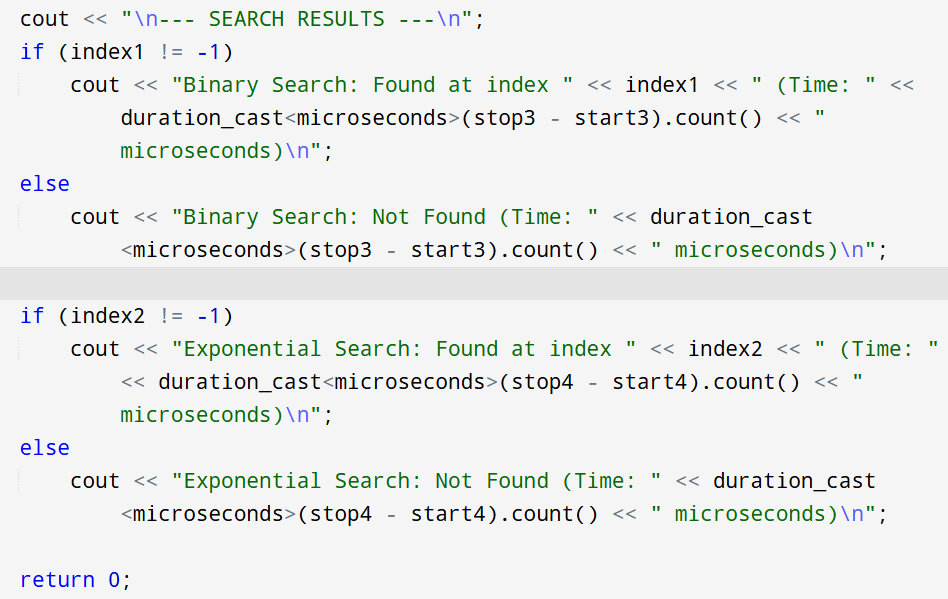 cout << "\n--- SEARCH RESULTS ---\n";
if (index1 != -1)
    cout << "Binary Search: Found at index " << index1 << " (Time: " <<
        duration_cast<microseconds>(stop3 - start3).count() << "
        microseconds)\n";
else
    cout << "Binary Search: Not Found (Time: " << duration_cast
        <microseconds>(stop3 - start3).count() << " microseconds)\n";

if (index2 != -1)
    cout << "Exponential Search: Found at index " << index2 << " (Time: "
        << duration_cast<microseconds>(stop4 - start4).count() << "
        microseconds)\n";
else
    cout << "Exponential Search: Not Found (Time: " << duration_cast
        <microseconds>(stop4 - start4).count() << " microseconds)\n";

return 0;